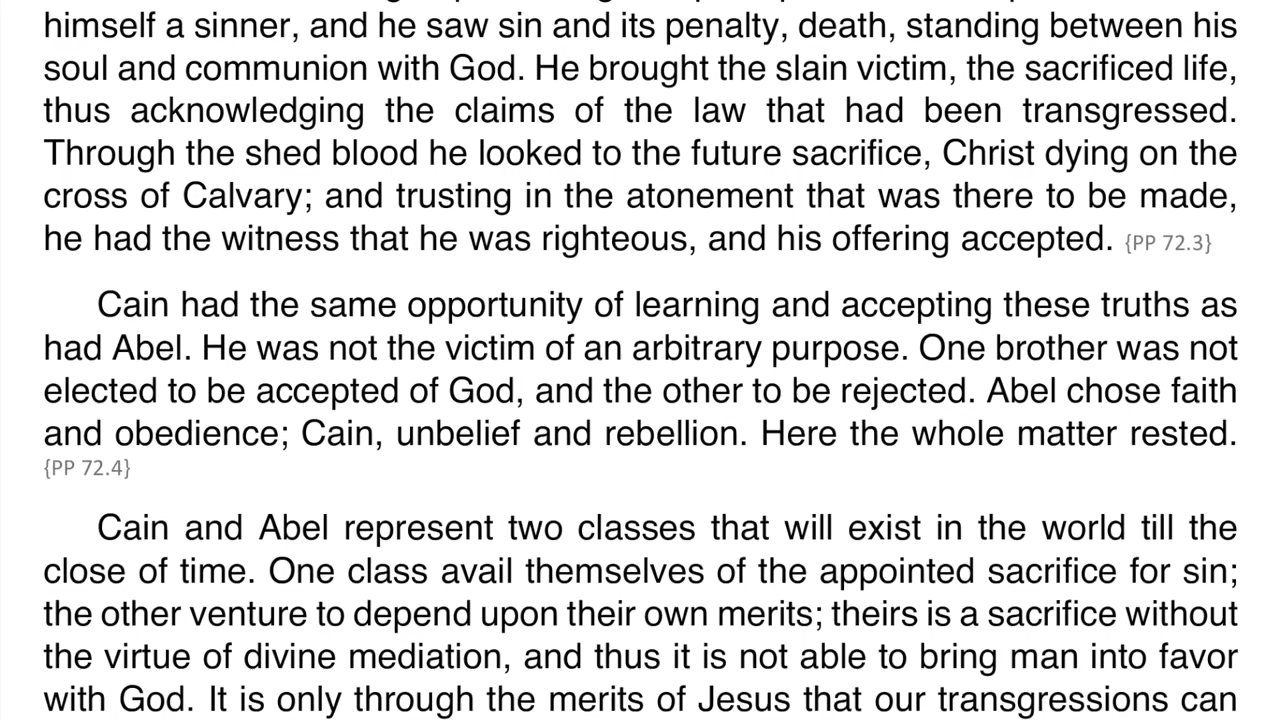 himself a sinner, and he saw sin and its penalty, death, standing between his
soul and communion with God. He brought the slain victim, the sacrificed life,
thus acknowledging the claims of the law that had been transgressed.
Through the shed blood he looked to the future sacrifice, Christ dying on the
cross of Calvary; and trusting in the atonement that was there to be made,
he had the witness that he was righteous, and his offering accepted. {PP 72.3}
Cain had the same opportunity of learning and accepting these truths as
had Abel. He was not the victim of an arbitrary purpose. One brother was not
elected to be accepted of God, and the other to be rejected. Abel chose faith
and obedience; Cain, unbelief and rebellion. Here the whole matter rested.
{PP 72.4}
Cain and Abel represent two classes that will exist in the world till the
close of time. One class avail themselves of the appointed sacrifice for sin;
the other venture to depend upon their own merits; theirs is a sacrifice without
the virtue of divine mediation, and thus it is not able to bring man into favor
with God. It is only through the merits of Jesus that our transgressions can